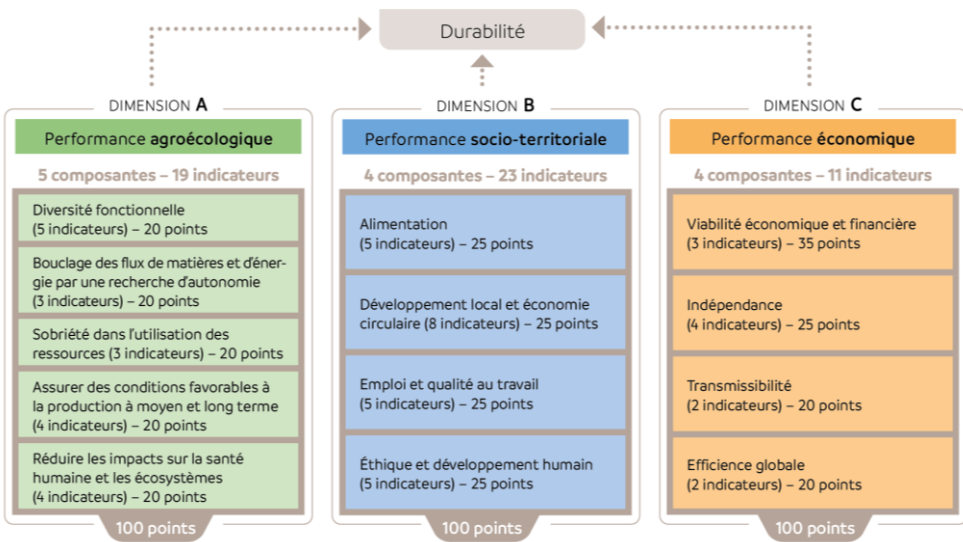 Durabilité
DIMENSION A
Performance agroécologique
5 composantes – 19 indicateurs
Diversité fonctionnelle
(5 indicateurs) – 20 points
Bouclage des flux de matières et d'éner-
gie par une recherche d'autonomie
(3 indicateurs) – 20 points
Sobriété dans l'utilisation des
ressources (3 indicateurs) – 20 points
Assurer des conditions favorables à
la production à moyen et long terme
(4 indicateurs) – 20 points
Réduire les impacts sur la santé
humaine et les écosystèmes
(4 indicateurs) – 20 points
100 points
DIMENSION B
Performance socio-territoriale
4 composantes – 23 indicateurs
Alimentation
(5 indicateurs) – 25 points
Développement local et économie
circulaire (8 indicateurs) – 25 points
Emploi et qualité au travail
(5 indicateurs) – 25 points
Éthique et développement humain
(5 indicateurs) – 25 points
100 points
DIMENSION C
Performance économique
4 composantes – 11 indicateurs
Viabilité économique et financière
(3 indicateurs) – 35 points
Indépendance
(4 indicateurs) – 25 points
Transmissibilité
(2 indicateurs) – 20 points
Efficience globale
(2 indicateurs) – 20 points
100 points